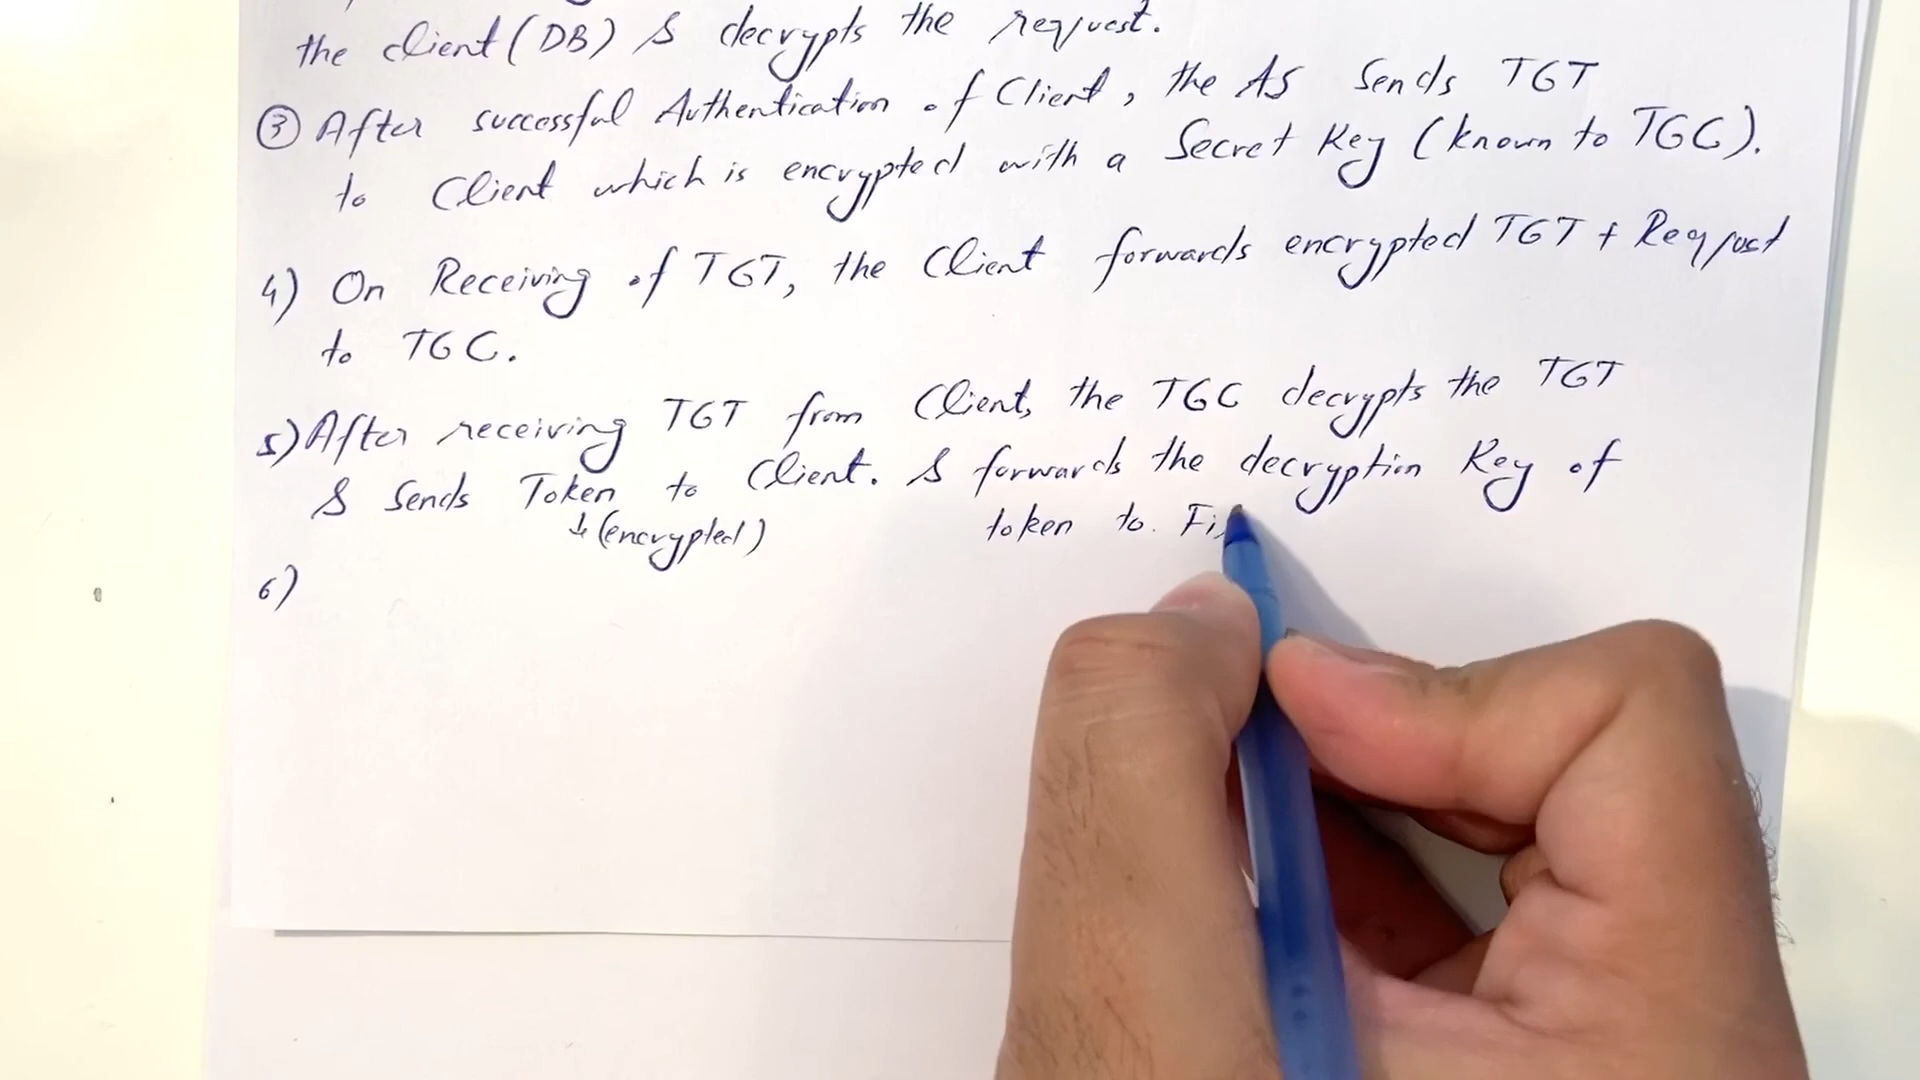 the client (DB) & decrypts the request.
③ After successful Authentication of Client, the AS Sends TGT
to Client which is encrypted with a Secret Key (known to TGC).
4) On Receiving of TGT, the Client forwards encrypted TGT + Request
to TGC.
5) After receiving TGT from Client, the TGC decrypts the TGT
& Sends Token to Client. & forwards the decryption Key of
↓ (encrypted) token to. Fi
6)